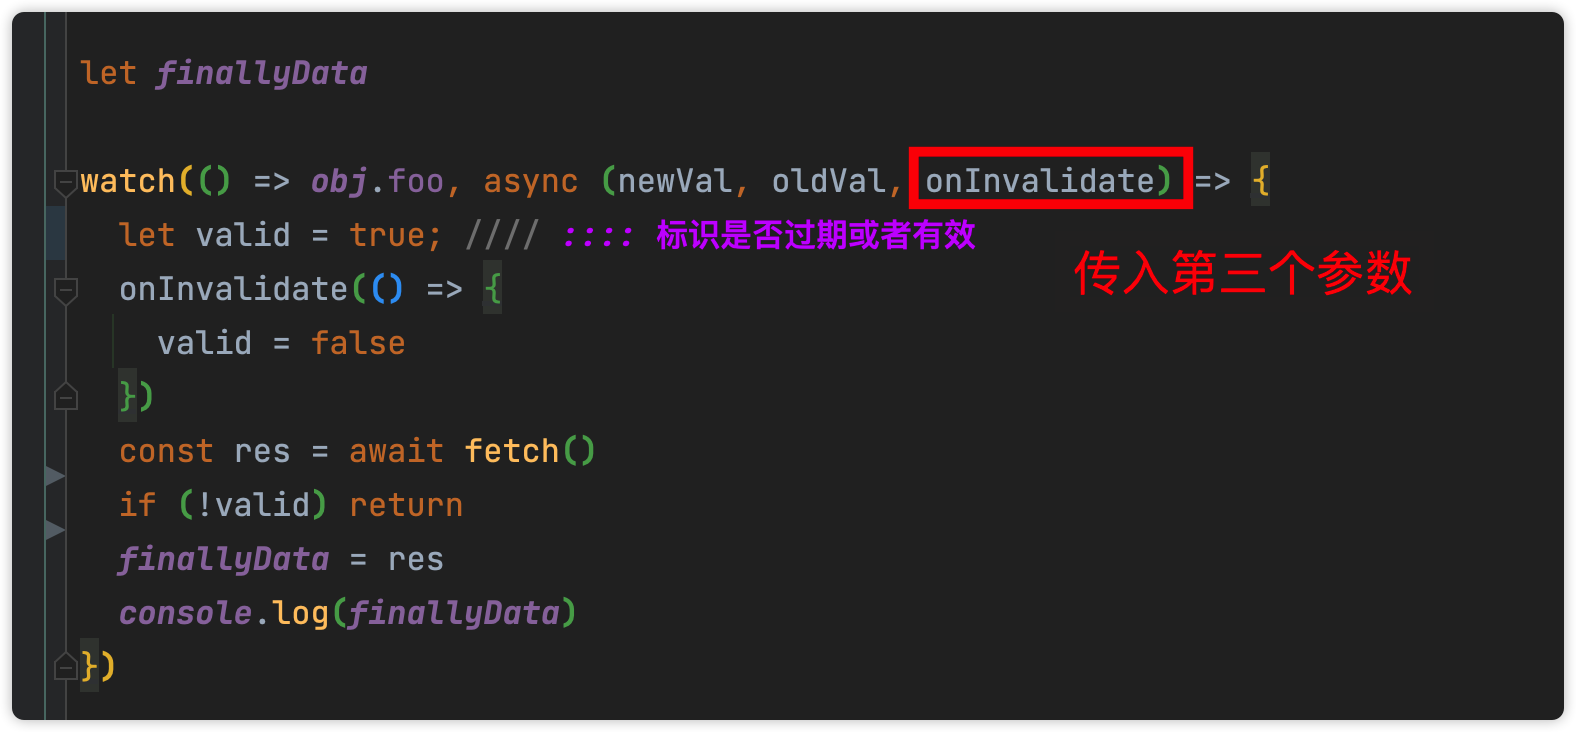 let finallyData
watch(() => obj.foo, async (newVal, oldVal, onInvalidate) => {
let valid = true; //// :::: 标识是否过期或者有效
传入第三个参数
onInvalidate(() => {
valid = false
})
const res = await fetch()
if (!valid) return
finallyData = res
console.log(finallyData)
})